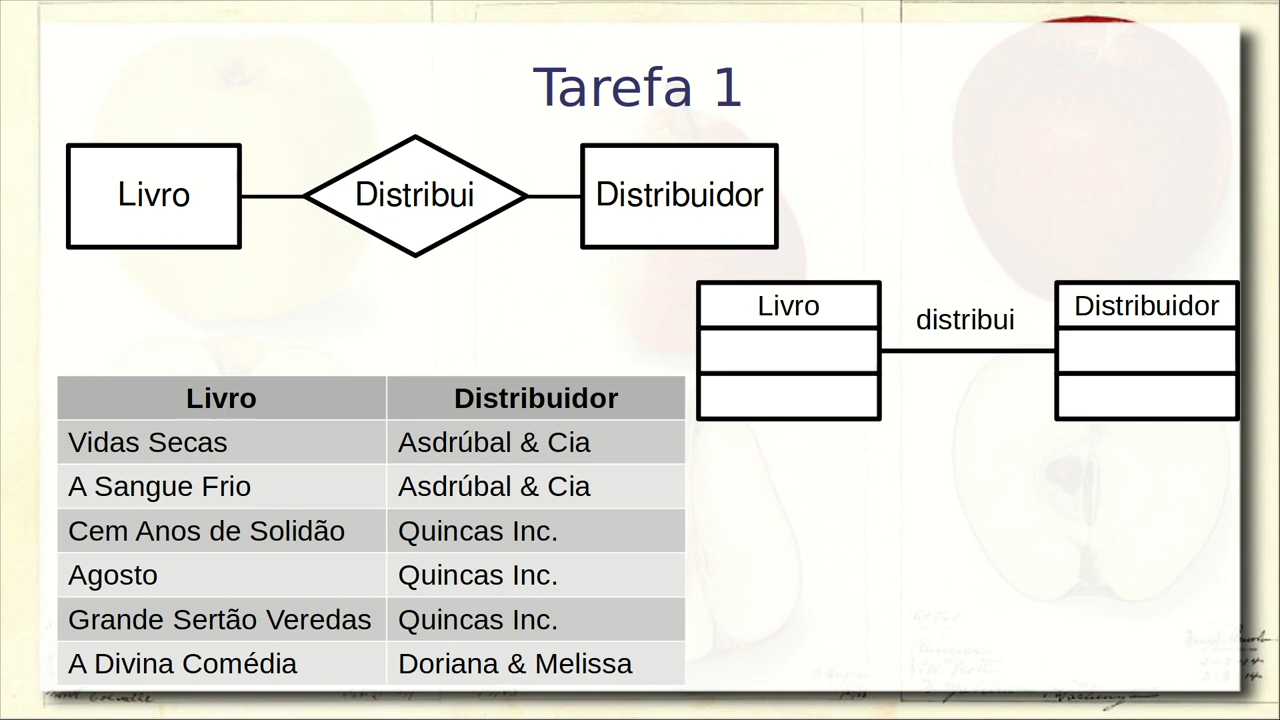 Tarefa 1
Livro
Distribui
Distribuidor
Livro
distribui
Distribuidor
Livro Distribuidor
Vidas Secas Asdrúbal & Cia
A Sangue Frio Asdrúbal & Cia
Cem Anos de Solidão Quincas Inc.
Agosto Quincas Inc.
Grande Sertão Veredas Quincas Inc.
A Divina Comédia Doriana & Melissa